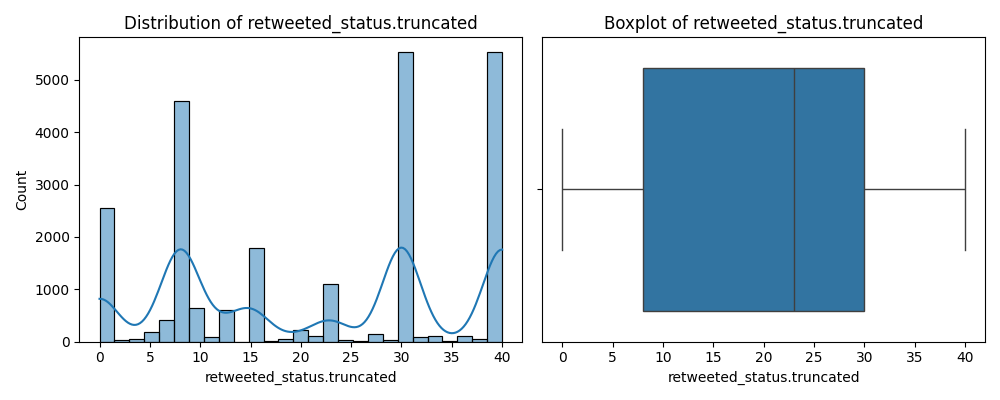 Distribution of retweeted_status.truncated
Count
5000
4000
3000
2000
1000
0
0 5 10 15 20 25 30 35 40
retweeted_status.truncated
Boxplot of retweeted_status.truncated
0 5 10 15 20 25 30 35 40
retweeted_status.truncated